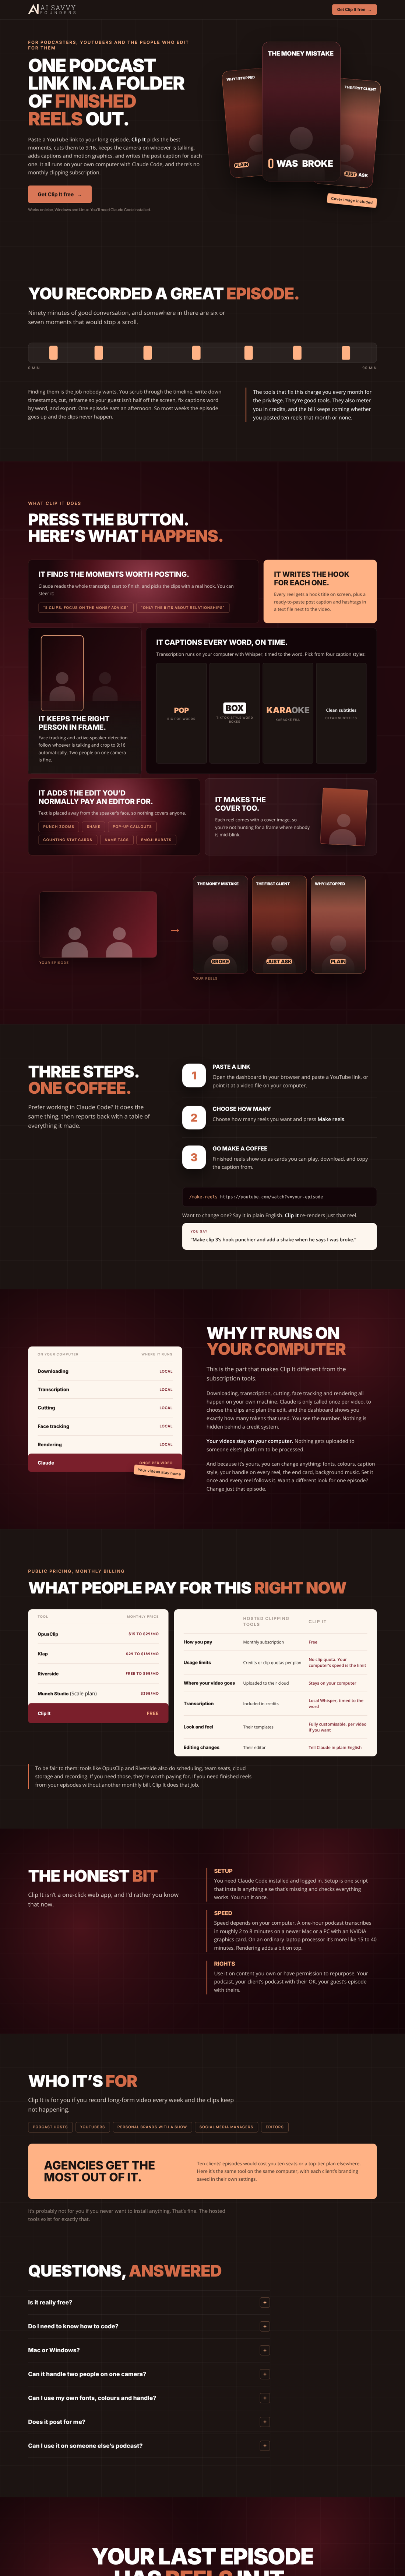 AI SAVVY
FOUNDERS
Get Clip It free →
FOR PODCASTERS, YOUTUBERS AND THE PEOPLE WHO EDIT
FOR THEM
ONE PODCAST
LINK IN. A FOLDER
OF FINISHED
REELS OUT.
Paste a YouTube link to your long episode. Clip It picks the best
moments, cuts them to 9:16, keeps the camera on whoever is talking,
adds captions and motion graphics, and writes the post caption for each
one. It all runs on your own computer with Claude Code, and there's no
monthly clipping subscription.
Get Clip It free →
Works on Mac, Windows and Linux. You'll need Claude Code installed.
WHY I STOPPED
PLAIN
THE MONEY MISTAKE
WAS BROKE
THE FIRST CLIENT
JUST ASK
Cover image included
YOU RECORDED A GREAT EPISODE.
Ninety minutes of good conversation, and somewhere in there are six or
seven moments that would stop a scroll.
0 MIN
90 MIN
Finding them is the job nobody wants. You scrub through the timeline, write down
timestamps, cut, reframe so your guest isn't half off the screen, fix captions word
by word, and export. One episode eats an afternoon. So most weeks the episode
goes up and the clips never happen.
The tools that fix this charge you every month for
the privilege. They're good tools. They also meter
you in credits, and the bill keeps coming whether
you posted ten reels that month or none.
WHAT CLIP IT DOES
PRESS THE BUTTON.
HERE'S WHAT HAPPENS.
IT FINDS THE MOMENTS WORTH POSTING.
Claude reads the whole transcript, start to finish, and picks the clips with a real hook. You can
steer it:
"5 CLIPS, FOCUS ON THE MONEY ADVICE"
"ONLY THE BITS ABOUT RELATIONSHIPS"
IT WRITES THE HOOK
FOR EACH ONE.
Every reel gets a hook title on screen, plus a
ready-to-paste post caption and hashtags in
a text file next to the video.
IT KEEPS THE RIGHT
PERSON IN FRAME.
Face tracking and active-speaker detection
follow whoever is talking and crop to 9:16
automatically. Two people on one camera
is fine.
IT CAPTIONS EVERY WORD, ON TIME.
Transcription runs on your computer with Whisper, timed to the word. Pick from four caption styles:
POP
BIG POP WORDS
BOX
TIKTOK-STYLE WORD
BOXES
KARAOKE
KARAOKE FILL
Clean subtitles
CLEAN SUBTITLES
IT ADDS THE EDIT YOU'D
NORMALLY PAY AN EDITOR FOR.
Text is placed away from the speaker's face, so nothing covers anyone.
PUNCH ZOOMS
SHAKE
POP-UP CALLOUTS
COUNTING STAT CARDS
NAME TAGS
EMOJI BURSTS
IT MAKES THE
COVER TOO.
Each reel comes with a cover image, so
you're not hunting for a frame where nobody
is mid-blink.
YOUR EPISODE
→
THE MONEY MISTAKE
BROKE
THE FIRST CLIENT
JUST ASK
WHY I STOPPED
PLAIN
YOUR REELS
THREE STEPS.
ONE COFFEE.
Prefer working in Claude Code? It does the
same thing, then reports back with a table of
everything it made.
1
PASTE A LINK
Open the dashboard in your browser and paste a YouTube link, or
point it at a video file on your computer.
2
CHOOSE HOW MANY
Choose how many reels you want and press Make reels.
3
GO MAKE A COFFEE
Finished reels show up as cards you can play, download, and copy
the caption from.
/make-reels https://youtube.com/watch?v=your-episode
Want to change one? Say it in plain English. Clip It re-renders just that reel.
YOU SAY
"Make clip 3's hook punchier and add a shake when he says I was broke."
ON YOUR COMPUTER
WHERE IT RUNS
Downloading
LOCAL
Transcription
LOCAL
Cutting
LOCAL
Face tracking
LOCAL
Rendering
LOCAL
Claude
ONCE PER VIDEO
Your videos stay home
WHY IT RUNS ON
YOUR COMPUTER
This is the part that makes Clip It different from the
subscription tools.
Downloading, transcription, cutting, face tracking and rendering all
happen on your own machine. Claude is only called once per video, to
choose the clips and plan the edit, and the dashboard shows you
exactly how many tokens that used. You see the number. Nothing is
hidden behind a credit system.
Your videos stay on your computer. Nothing gets uploaded to
someone else's platform to be processed.
And because it's yours, you can change anything: fonts, colours, caption
style, your handle on every reel, the end card, background music. Set it
once and every reel follows it. Want a different look for one episode?
Change just that episode.
PUBLIC PRICING, MONTHLY BILLING
WHAT PEOPLE PAY FOR THIS RIGHT NOW
TOOL
MONTHLY PRICE
OpusClip
$15 TO $29/MO
Klap
$29 TO $189/MO
Riverside
Munch Studio (Scale plan)
Clip It
FREE
HOSTED CLIPPING
TOOLS
CLIP IT
How you pay
Monthly subscription
Free
Usage limits
Credits or clip quotas per plan
No clip quota. Your
computer's speed is the limit
Where your video goes
Uploaded to their cloud
Stays on your computer
Transcription
Included in credits
Local Whisper, timed to the
word
Look and feel
Their templates
Fully customisable, per video
if you want
Editing changes
Their editor
Tell Claude in plain English
To be fair to them: tools like OpusClip and Riverside also do scheduling, team seats, cloud
storage and recording. If you need those, they're worth paying for. If you need finished reels
from your episodes without another monthly bill, Clip It does that job.
THE HONEST BIT
Clip It isn't a one-click web app, and I'd rather you know
that now.
SETUP
You need Claude Code installed and logged in. Setup is one script
that installs anything else that's missing and checks everything
works. You run it once.
SPEED
Speed depends on your computer. A one-hour podcast transcribes
in roughly 2 to 8 minutes on a newer Mac or a PC with an NVIDIA
graphics card. On an ordinary laptop processor it's more like 15 to 40
minutes. Rendering adds a bit on top.
RIGHTS
Use it on content you own or have permission to repurpose. Your
podcast, your client's podcast with their OK, your guest's episode
with theirs.
WHO IT'S FOR
Clip It is for you if you record long-form video every week and the clips keep
not happening.
PODCAST HOSTS
YOUTUBERS
PERSONAL BRANDS WITH A SHOW
SOCIAL MEDIA MANAGERS
EDITORS
AGENCIES GET THE
MOST OUT OF IT.
Ten clients' episodes would cost you ten seats or a top-tier plan elsewhere.
Here it's the same tool on the same computer, with each client's branding
saved in their own settings.
It's probably not for you if you never want to install anything. That's fine. The hosted
tools exist for exactly that.
QUESTIONS, ANSWERED
Is it really free?
+
Do I need to know how to code?
+
Mac or Windows?
+
Can it handle two people on one camera?
+
Can I use my own fonts, colours and handle?
+
Does it post for me?
+
Can I use it on someone else's podcast?
+
YOUR LAST EPISODE
HAS REELS IN IT.